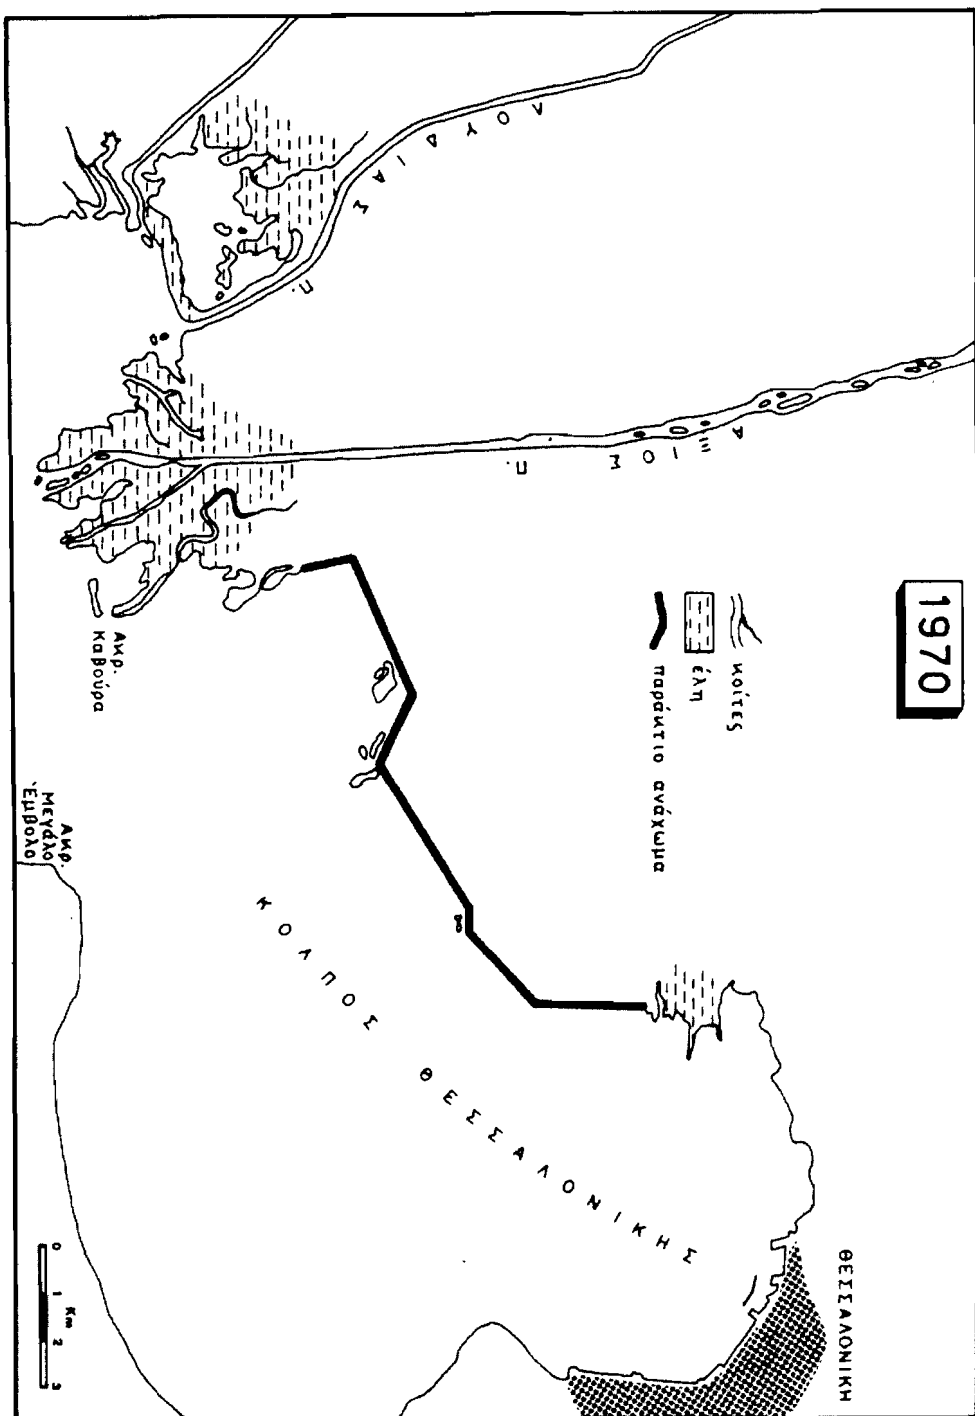 1970
κοίτες
έλη
παράκτιο ανάχωμα
Π. ΛΟΥΔΙΑΣ
Π. ΑΞΙΟΣ
Ακρ.
Καβούρα
Ακρ.
Μεγάλο
Έμβολο
ΚΟΛΠΟΣ ΘΕΣΣΑΛΟΝΙΚΗΣ
ΘΕΣΣΑΛΟΝΙΚΗ
0 1 2 3
Km